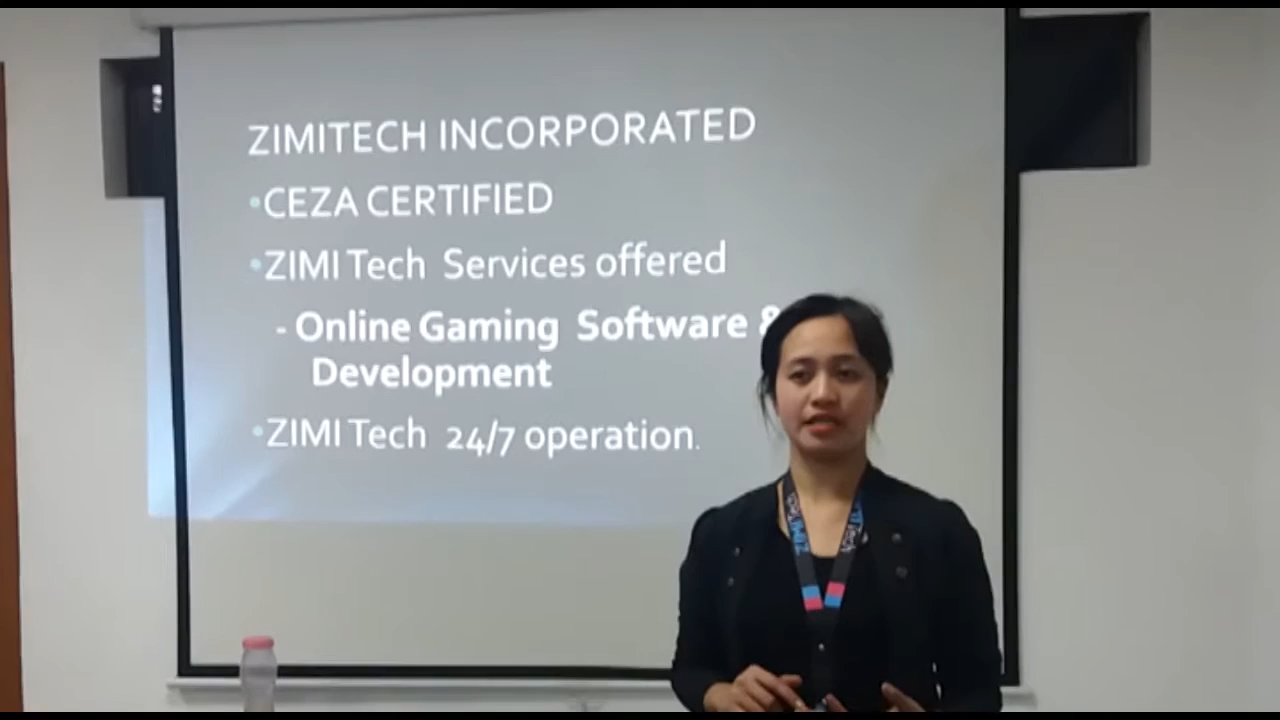 ZIMITECH INCORPORATED
•CEZA CERTIFIED
•ZIMI Tech Services offered
- Online Gaming Software &
Development
•ZIMI Tech 24/7 operation.